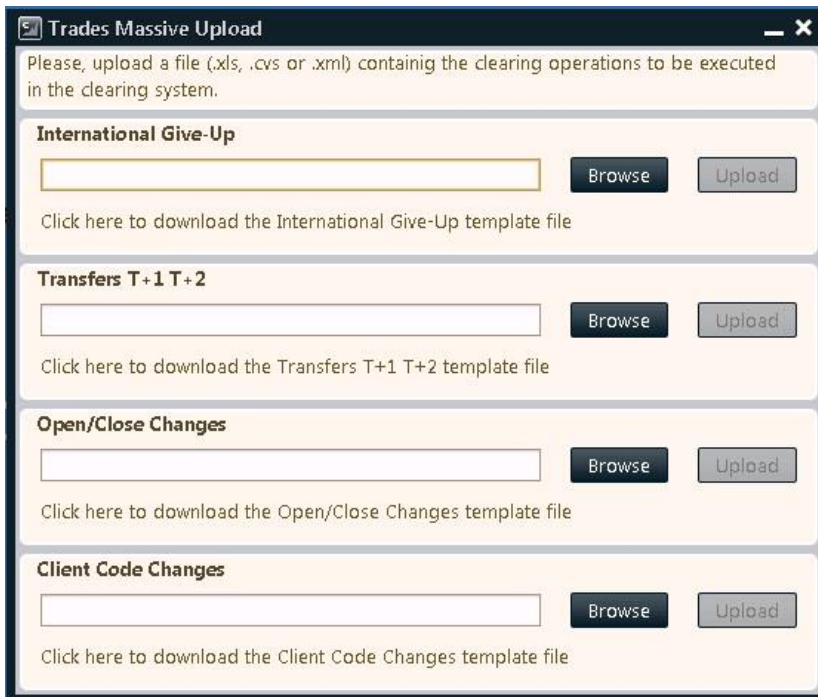 Trades Massive Upload
Please, upload a file (.xls, .cvs or .xml) containig the clearing operations to be executed
in the clearing system.
International Give-Up
Browse Upload
Click here to download the International Give-Up template file
Transfers T+1 T+2
Browse Upload
Click here to download the Transfers T+1 T+2 template file
Open/Close Changes
Browse Upload
Click here to download the Open/Close Changes template file
Client Code Changes
Browse Upload
Click here to download the Client Code Changes template file